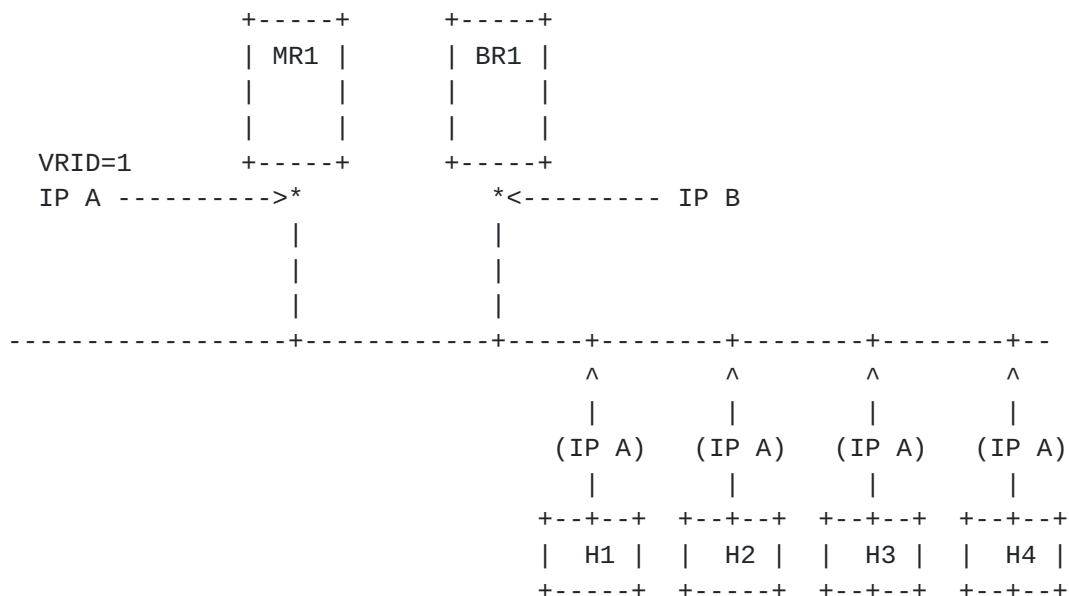 +-----+      +-----+
              | MR1 |      | BR1 |
              |     |      |     |
              |     |      |     |
 VRID=1       +-----+      +-----+
 IP A ---------->*            *<--------- IP B
                 |            |
                 |            |
                 |            |
------------------+------------+-----+--------+--------+--------+--
                                     ^        ^        ^        ^
                                     |        |        |        |
                                   (IP A)   (IP A)   (IP A)   (IP A)
                                     |        |        |        |
                                  +--+--+  +--+--+  +--+--+  +--+--+
                                  |  H1 |  |  H2 |  |  H3 |  |  H4 |
                                  +-----+  +-----+  +--+--+  +--+--+